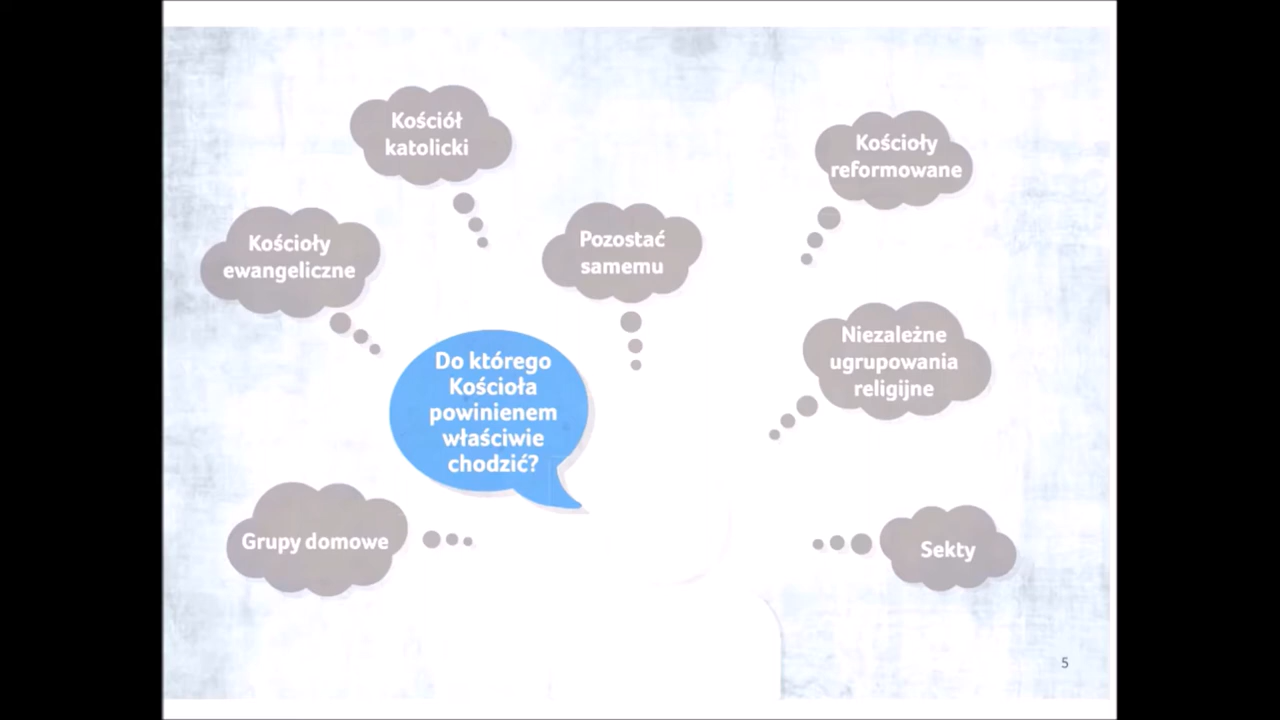 Kościół
katolicki
Kościoły
reformowane
Kościoły
ewangeliczne
Pozostać
samemu
Niezależne
ugrupowania
religijne
Do którego
Kościoła
powinienem
właściwie
chodzić?
Grupy domowe
Sekty
5